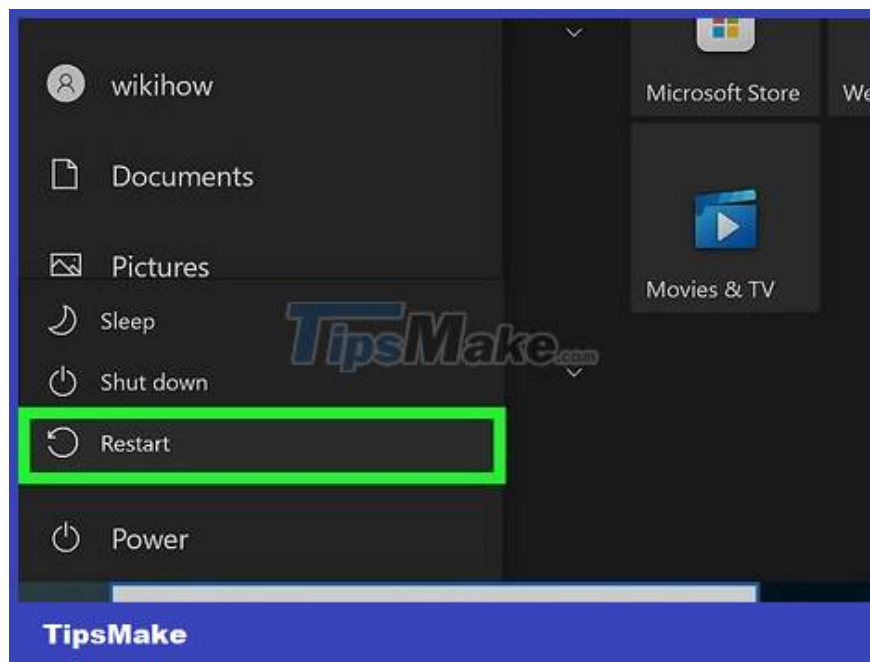 wikihow
Microsoft Store
We
Documents
Pictures
Movies & TV
Sleep
TipsMake.com
Shut down
Restart
Power
TipsMake